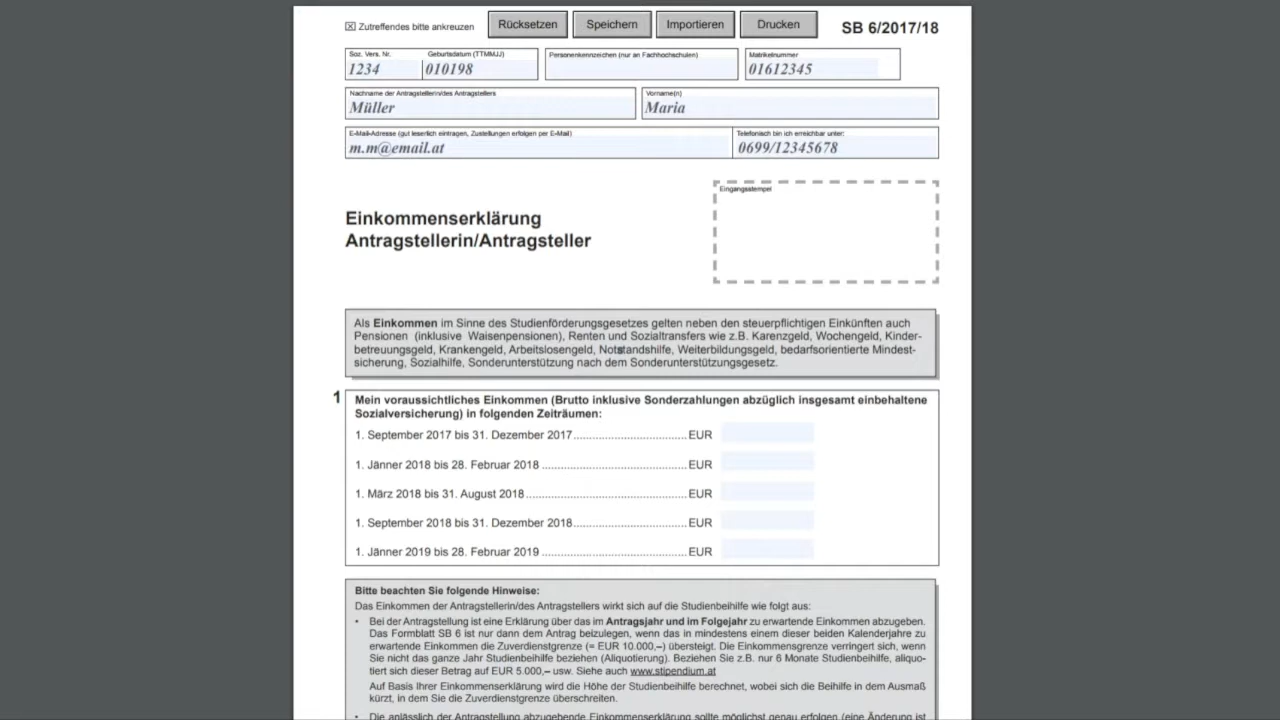 ☒ Zutreffendes bitte ankreuzen
Rücksetzen
Speichern
Importieren
Drucken
SB 6/2017/18
Soz. Vers. Nr. Geburtsdatum (TTMMJJ)
1234 010198
Personenkennzeichen (nur an Fachhochschulen)
Matrikelnummer
01612345
Nachname der Antragstellerin/des Antragstellers
Müller
Vorname(n)
Maria
E-Mail-Adresse (gut leserlich eintragen, Zustellungen erfolgen per E-Mail)
m.m@email.at
Telefonisch bin ich erreichbar unter:
0699/12345678
Eingangsstempel
Einkommenserklärung
Antragstellerin/Antragsteller
Als Einkommen im Sinne des Studienförderungsgesetzes gelten neben den steuerpflichtigen Einkünften auch
Pensionen (inklusive Waisenpensionen), Renten und Sozialtransfers wie z.B. Karenzgeld, Wochengeld, Kinder-
betreuungsgeld, Krankengeld, Arbeitslosengeld, Notstandshilfe, Weiterbildungsgeld, bedarfsorientierte Mindest-
sicherung, Sozialhilfe, Sonderunterstützung nach dem Sonderunterstützungsgesetz.
1 Mein voraussichtliches Einkommen (Brutto inklusive Sonderzahlungen abzüglich insgesamt einbehaltene
Sozialversicherung) in folgenden Zeiträumen:
1. September 2017 bis 31. Dezember 2017..................................EUR
1. Jänner 2018 bis 28. Februar 2018 ...........................................EUR
1. März 2018 bis 31. August 2018................................................EUR
1. September 2018 bis 31. Dezember 2018..................................EUR
1. Jänner 2019 bis 28. Februar 2019 ...........................................EUR
Bitte beachten Sie folgende Hinweise:
Das Einkommen der Antragstellerin/des Antragstellers wirkt sich auf die Studienbeihilfe wie folgt aus:
• Bei der Antragstellung ist eine Erklärung über das im Antragsjahr und im Folgejahr zu erwartende Einkommen abzugeben.
Das Formblatt SB 6 ist nur dann dem Antrag beizulegen, wenn das in mindestens einem dieser beiden Kalenderjahre zu
erwartende Einkommen die Zuverdienstgrenze (= EUR 10.000,–) übersteigt. Die Einkommensgrenze verringert sich, wenn
Sie nicht das ganze Jahr Studienbeihilfe beziehen (Aliquotierung). Beziehen Sie z.B. nur 6 Monate Studienbeihilfe, aliquo-
tiert sich dieser Betrag auf EUR 5.000,– usw. Siehe auch www.stipendium.at
Auf Basis Ihrer Einkommenserklärung wird die Höhe der Studienbeihilfe berechnet, wobei sich die Beihilfe in dem Ausmaß
kürzt, in dem Sie die Zuverdienstgrenze überschreiten.
• Die anlässlich der Antragstellung abzugebende Einkommenserklärung sollte möglichst genau erfolgen (eine Änderung ist